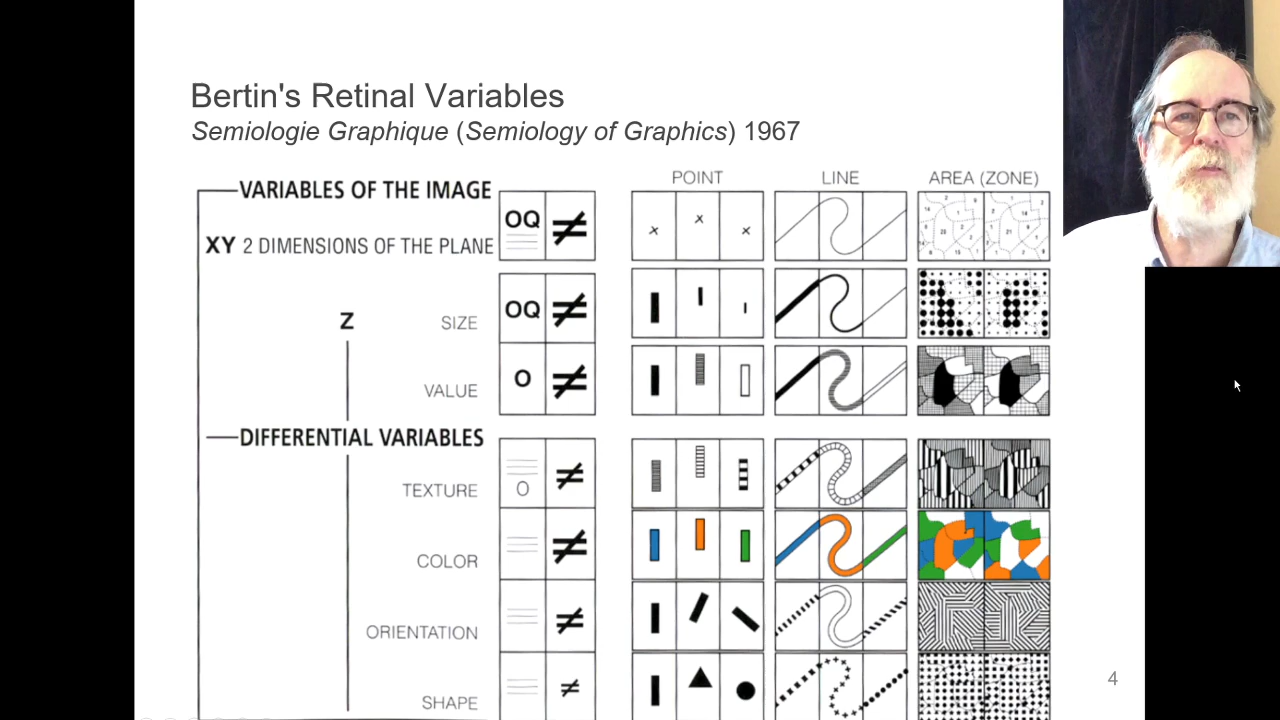 Bertin's Retinal Variables
Semiologie Graphique (Semiology of Graphics) 1967
POINT LINE AREA (ZONE)
VARIABLES OF THE IMAGE
XY 2 DIMENSIONS OF THE PLANE
OQ ≠
x x x
Z SIZE
OQ ≠
VALUE
O ≠
DIFFERENTIAL VARIABLES
TEXTURE
O ≠
COLOR
≠
ORIENTATION
≠
SHAPE
≠
4